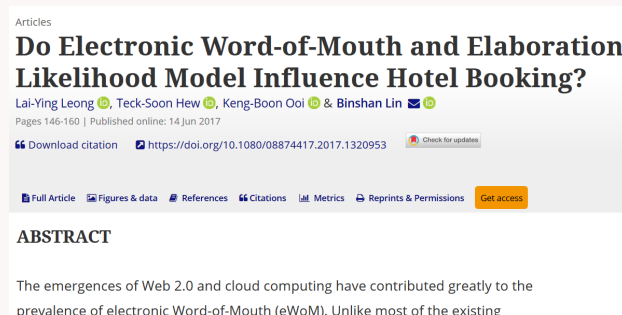 Articles
Do Electronic Word-of-Mouth and Elaboration
Likelihood Model Influence Hotel Booking?
Lai-Ying Leong iD, Teck-Soon Hew iD, Keng-Boon Ooi iD & Binshan Lin iD
Pages 146-160 | Published online: 14 Jun 2017
Download citation https://doi.org/10.1080/08874417.2017.1320953 Check for updates
Full Article Figures & data References Citations Metrics Reprints & Permissions Get access
ABSTRACT
The emergences of Web 2.0 and cloud computing have contributed greatly to the
prevalence of electronic Word-of-Mouth (eWoM). Unlike most of the existing